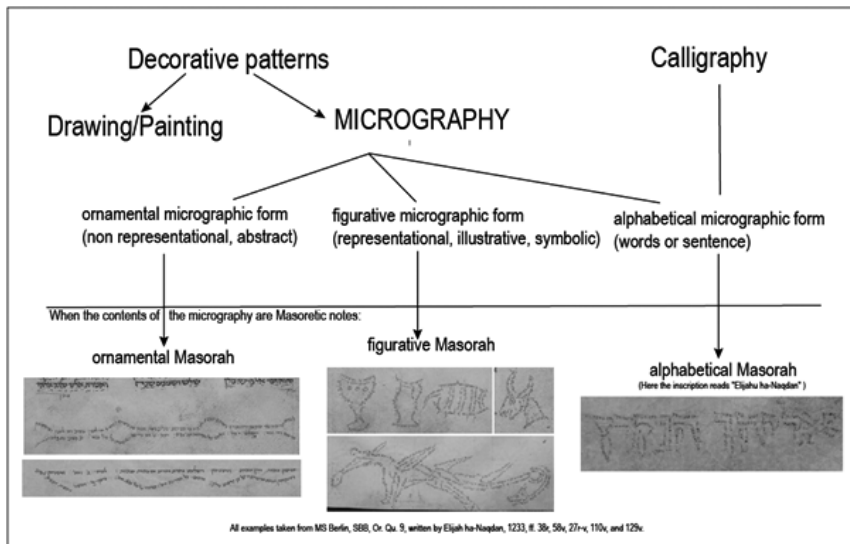 Decorative patterns
Calligraphy
Drawing/Painting
MICROGRAPHY
ornamental micrographic form
(non representational, abstract)
figurative micrographic form
(representational, illustrative, symbolic)
alphabetical micrographic form
(words or sentence)
When the contents of the micrography are Masoretic notes:
ornamental Masorah
figurative Masorah
alphabetical Masorah
(Here the inscription reads "Elijahu ha-Naqdan" )
All examples taken from MS Berlin, SBB, Or. Qu. 9, written by Elijah ha-Naqdan, 1233, ff. 38r, 58v, 27r-v, 110v, and 129v.